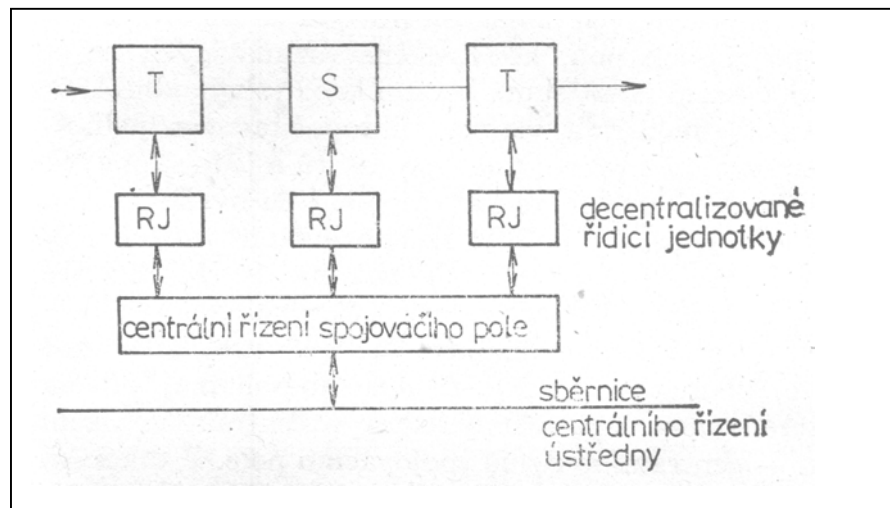 T S T
RJ RJ RJ
decentralizované
řídicí jednotky
centrální řízení spojovacího pole
sběrnice
centrálního řízení
ústředny